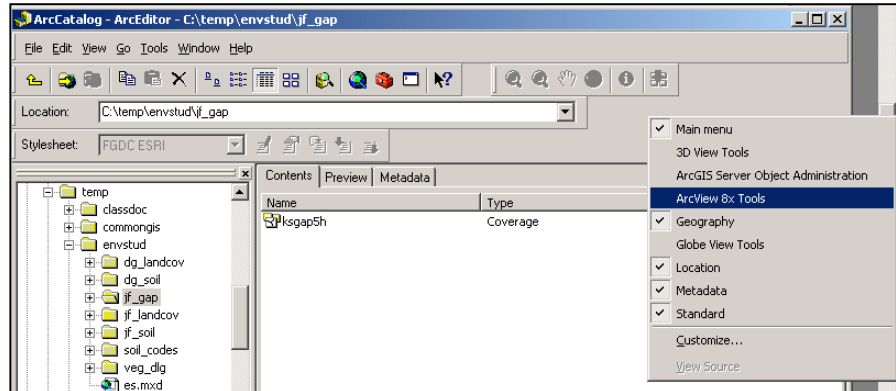 ArcCatalog - ArcEditor - C:\temp\envstud\jf_gap
File Edit View Go Tools Window Help
Location: C:\temp\envstud\jf_gap
Stylesheet: FGDC ESRI
Contents Preview Metadata
Name Type
ksgap5h Coverage
temp
classdoc
commongis
envstud
dg_landcov
dg_soil
jf_gap
jf_landcov
jf_soil
soil_codes
veg_dlg
es.mxd
Main menu
3D View Tools
ArcGIS Server Object Administration
ArcView 8x Tools
Geography
Globe View Tools
Location
Metadata
Standard
Customize...
View Source